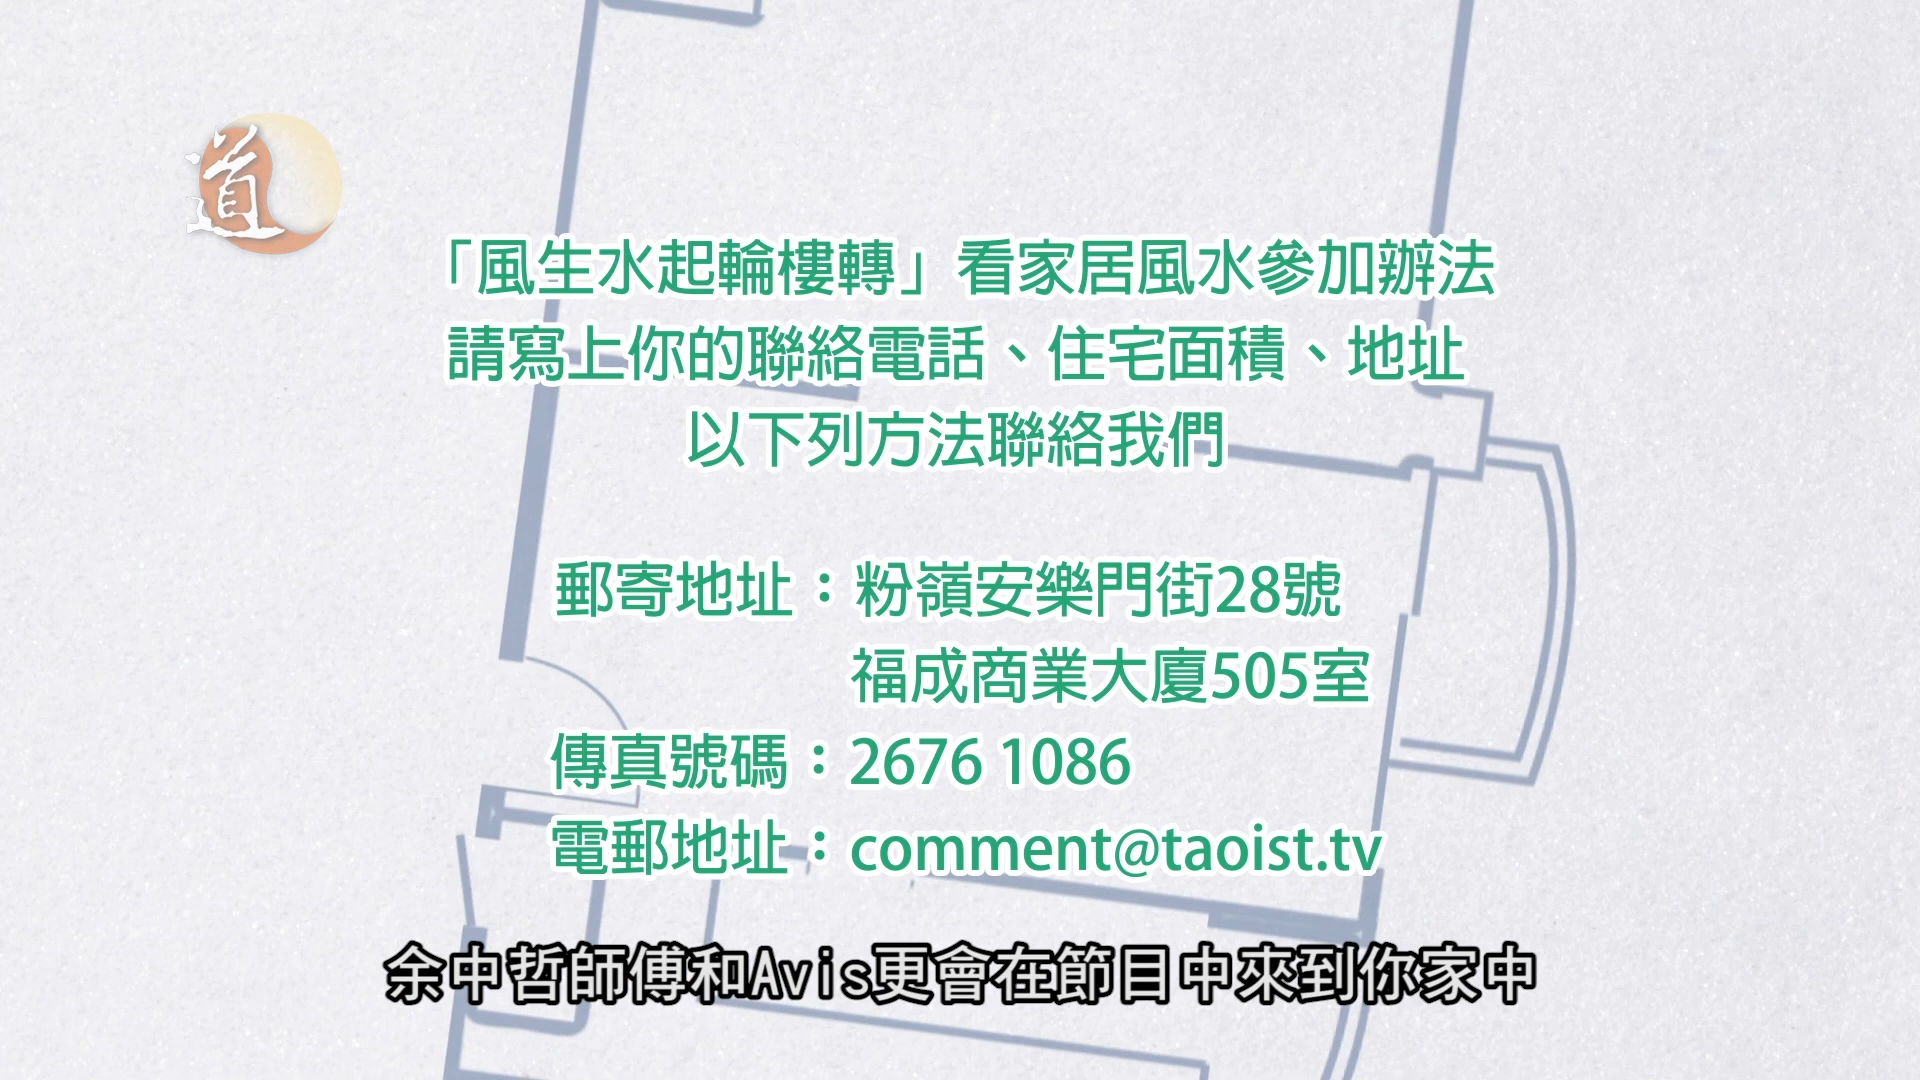 道
「風生水起輪樓轉」看家居風水參加辦法
請寫上你的聯絡電話、住宅面積、地址
以下列方法聯絡我們
郵寄地址：粉嶺安樂門街28號
福成商業大廈505室
傳真號碼：2676 1086
電郵地址：comment@taoist.tv
余中哲師傅和Avis更會在節目中來到你家中